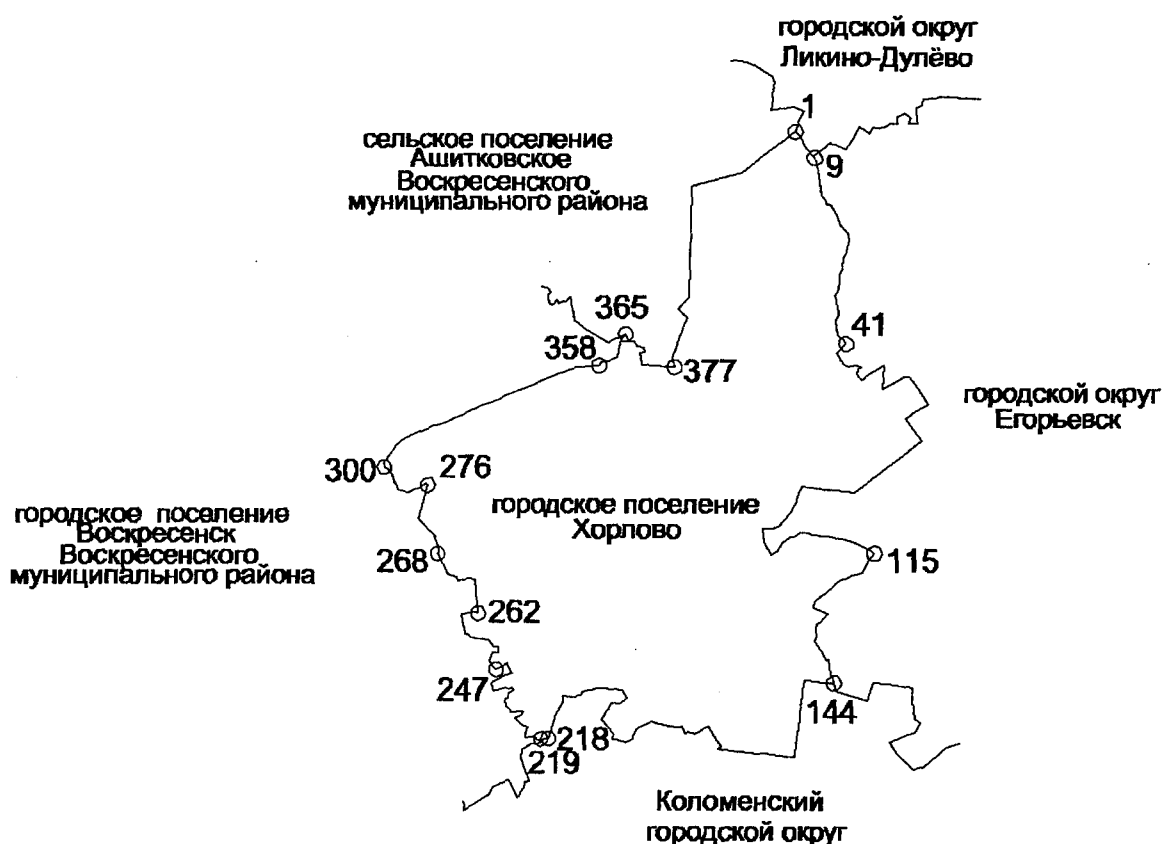 городской округ
Ликино-Дулёво
1
сельское поселение
Ашитковское
Воскресенского
муниципального района
9
365
41
358
377
городской округ
Егорьевск
300
276
городское поселение
Хорлово
городское поселение
Воскресенск
Воскресенского
муниципального района
268
115
262
247
144
218
219
Коломенский
городской округ